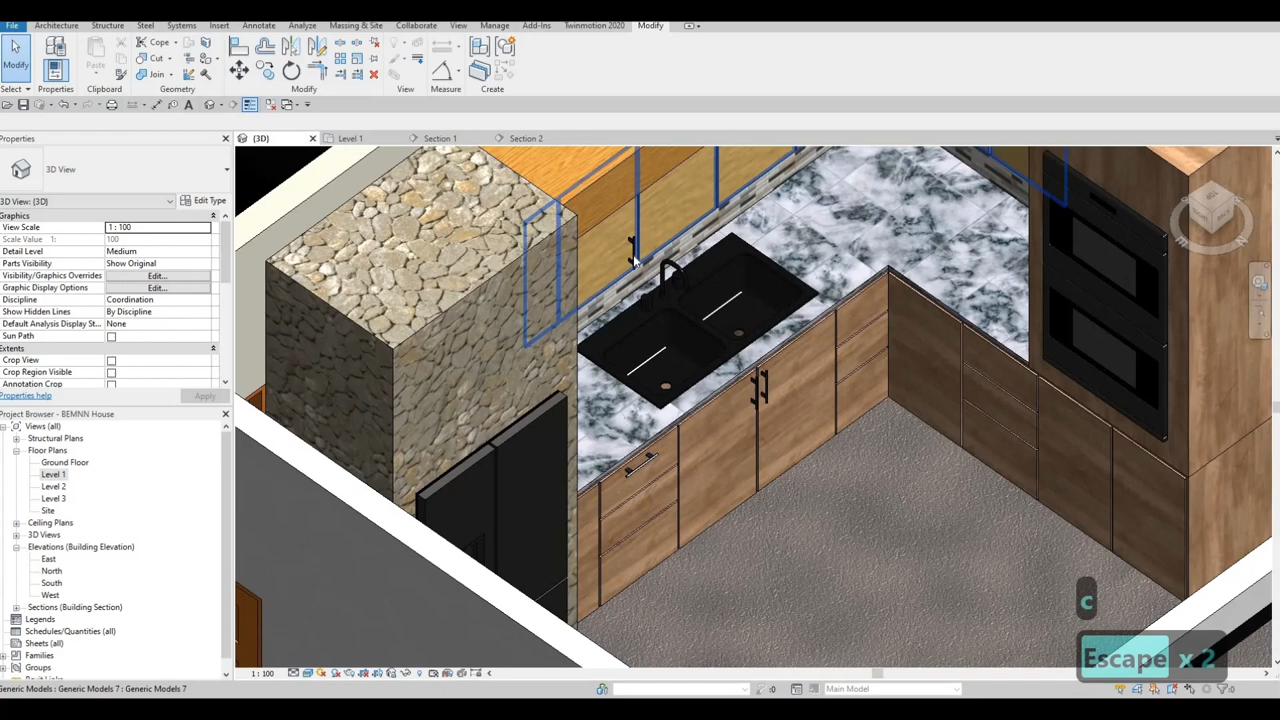 File Architecture Structure Steel Systems Insert Annotate Analyze Massing & Site Collaborate View Manage Add-Ins Twinmotion 2020 Modify
Modify
Select
Properties
Paste
Clipboard
Cope
Cut
Join
Geometry
Modify
View
Measure
Create
{3D}
Level 1
Section 1
Section 2
Properties
3D View
3D View: {3D}
Edit Type
Graphics
View Scale 1 : 100
Scale Value 1: 100
Detail Level Medium
Parts Visibility Show Original
Visibility/Graphics Overrides Edit...
Graphic Display Options Edit...
Discipline Coordination
Show Hidden Lines By Discipline
Default Analysis Display St... None
Sun Path
Extents
Crop View
Crop Region Visible
Annotation Crop
Properties help
Apply
Project Browser - BEMNN House
Views (all)
Structural Plans
Floor Plans
Ground Floor
Level 1
Level 2
Level 3
Site
Ceiling Plans
3D Views
Elevations (Building Elevation)
East
North
South
West
Sections (Building Section)
Legends
Schedules/Quantities (all)
Sheets (all)
Families
Groups
c
Escape x 2
1 : 100
Generic Models : Generic Models 7 : Generic Models 7
:0
Main Model
:0